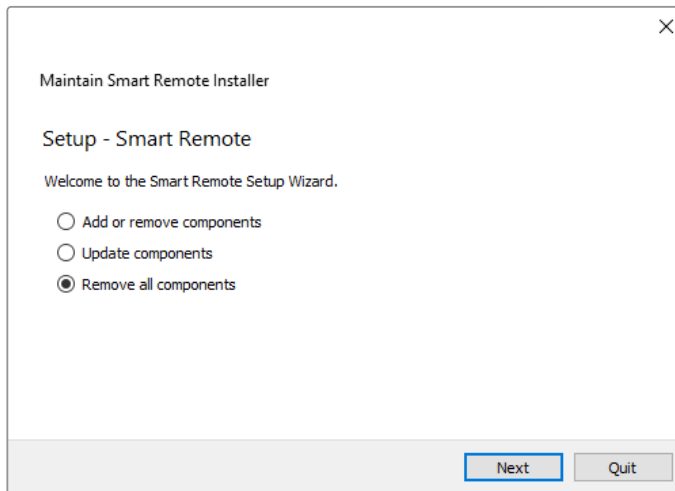 Maintain Smart Remote Installer
Setup - Smart Remote
Welcome to the Smart Remote Setup Wizard.
Add or remove components
Update components
Remove all components
Next Quit